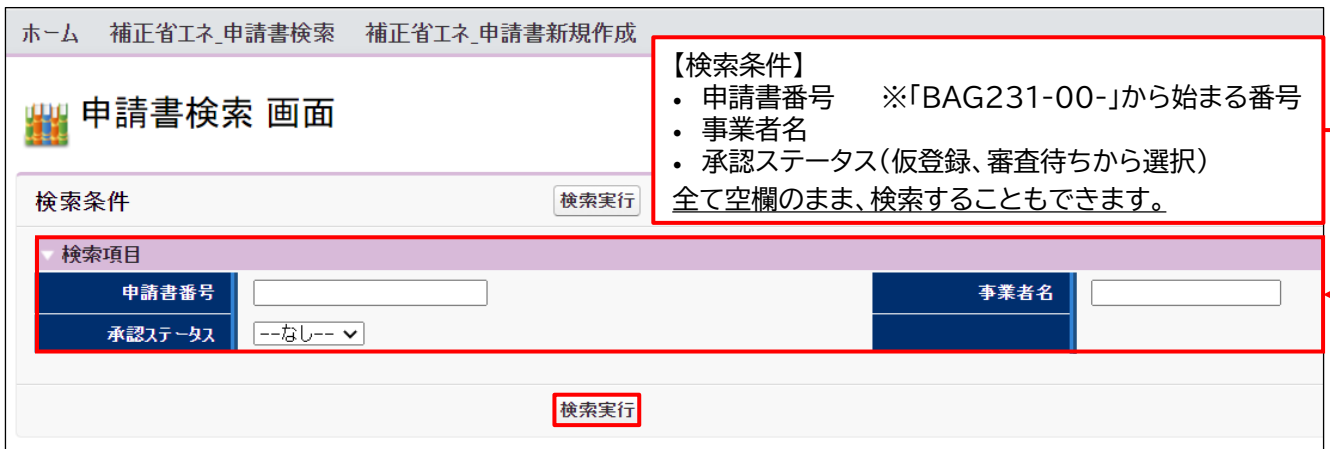 ホーム 補正省エネ_申請書検索 補正省エネ_申請書新規作成
申請書検索 画面
【検索条件】
• 申請書番号 ※「BAG231-00-」から始まる番号
• 事業者名
• 承認ステータス（仮登録、審査待ちから選択）
全て空欄のまま、検索することもできます。
検索条件 検索実行
検索項目
申請書番号 事業者名
承認ステータス --なし--
検索実行